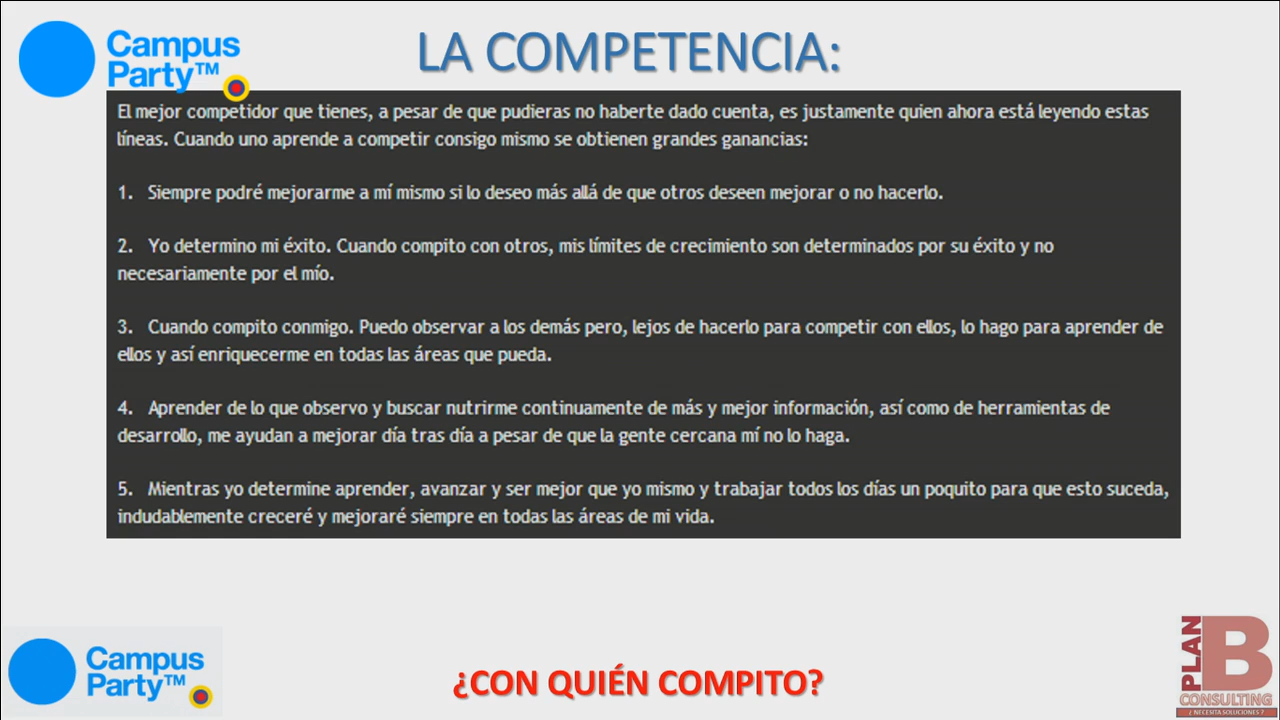 Campus
Party™
LA COMPETENCIA:
El mejor competidor que tienes, a pesar de que pudieras no haberte dado cuenta, es justamente quien ahora está leyendo estas
líneas. Cuando uno aprende a competir consigo mismo se obtienen grandes ganancias:
1. Siempre podré mejorarme a mí mismo si lo deseo más allá de que otros deseen mejorar o no hacerlo.
2. Yo determino mi éxito. Cuando compito con otros, mis límites de crecimiento son determinados por su éxito y no
necesariamente por el mío.
3. Cuando compito conmigo. Puedo observar a los demás pero, lejos de hacerlo para competir con ellos, lo hago para aprender de
ellos y así enriquecerme en todas las áreas que pueda.
4. Aprender de lo que observo y buscar nutrirme continuamente de más y mejor información, así como de herramientas de
desarrollo, me ayudan a mejorar día tras día a pesar de que la gente cercana mí no lo haga.
5. Mientras yo determine aprender, avanzar y ser mejor que yo mismo y trabajar todos los días un poquito para que esto suceda,
indudablemente creceré y mejoraré siempre en todas las áreas de mi vida.
Campus
Party™
¿CON QUIÉN COMPITO?
PLAN B
CONSULTING
¿ NECESITA SOLUCIONES ?